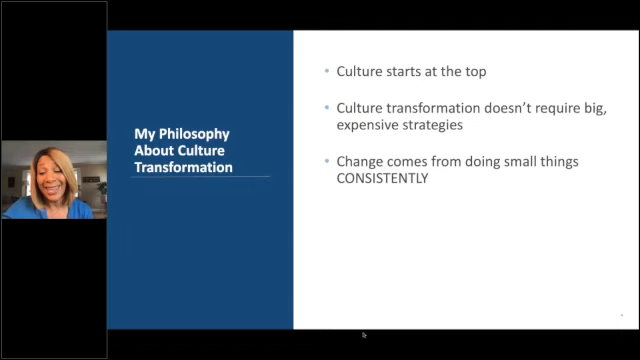 My Philosophy
About Culture
Transformation
• Culture starts at the top
• Culture transformation doesn't require big,
expensive strategies
• Change comes from doing small things
CONSISTENTLY